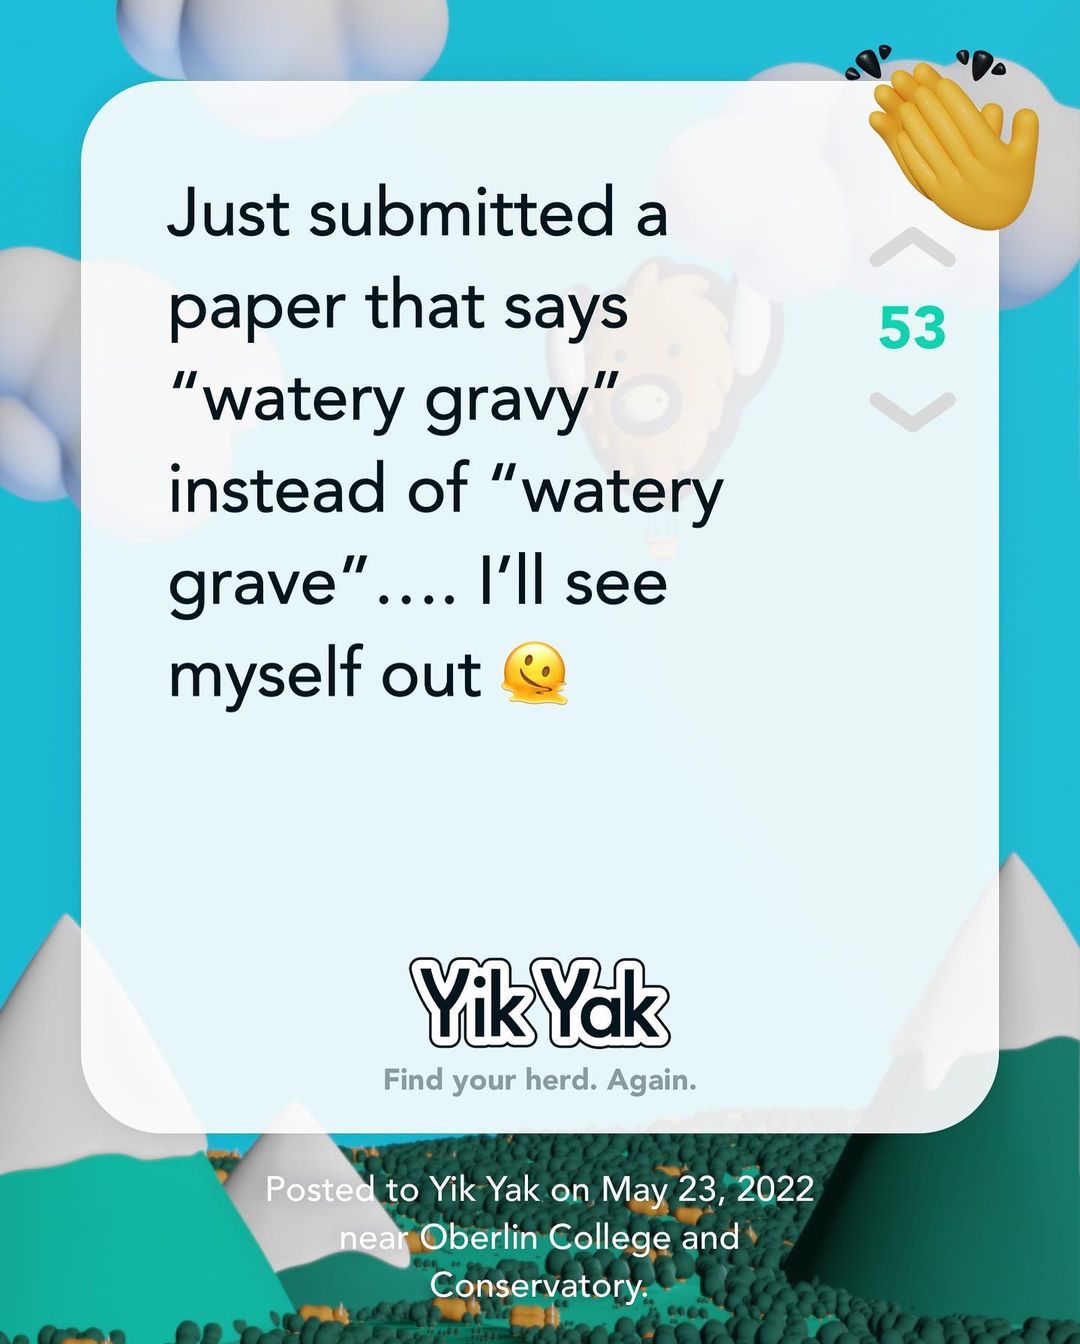 Just submitted a
paper that says
“watery gravy”
instead of “watery
grave”.... I’ll see
myself out 🫠
53
Yik Yak
Find your herd. Again.
Posted to Yik Yak on May 23, 2022
near Oberlin College and
Conservatory.